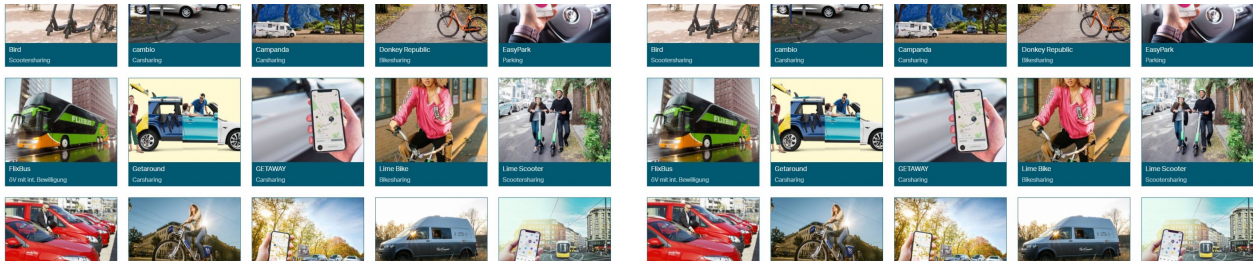 Bird
Scootersharing
cambio
Carsharing
Campanda
Carsharing
Donkey Republic
Bikesharing
EasyPark
Parking
FLIXBUS
FlixBus
öV mit int. Bewilligung
Getaround
Carsharing
GETAWAY
Carsharing
Lime Bike
Bikesharing
Lime Scooter
Scootersharing
Bird
Scootersharing
cambio
Carsharing
Campanda
Carsharing
Donkey Republic
Bikesharing
EasyPark
Parking
FLIXBUS
FlixBus
öV mit int. Bewilligung
Getaround
Carsharing
GETAWAY
Carsharing
Lime Bike
Bikesharing
Lime Scooter
Scootersharing